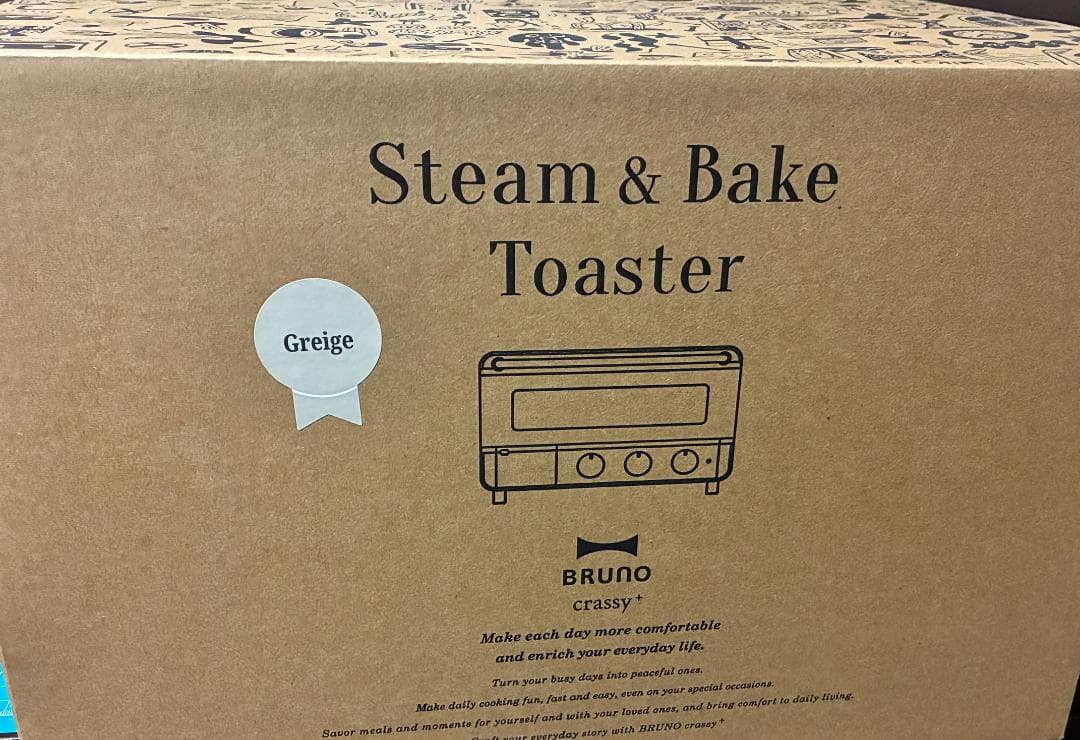 Steam & Bake
Toaster
Greige
BRUNO
crassy+
Make each day more comfortable
and enrich your everyday life.
Turn your busy days into peaceful ones.
Make daily cooking fun, fast and easy, even on your special occasions.
Savor meals and moments for yourself and with your loved ones, and bring comfort to daily living.
your everyday story with BRUNO crassy+